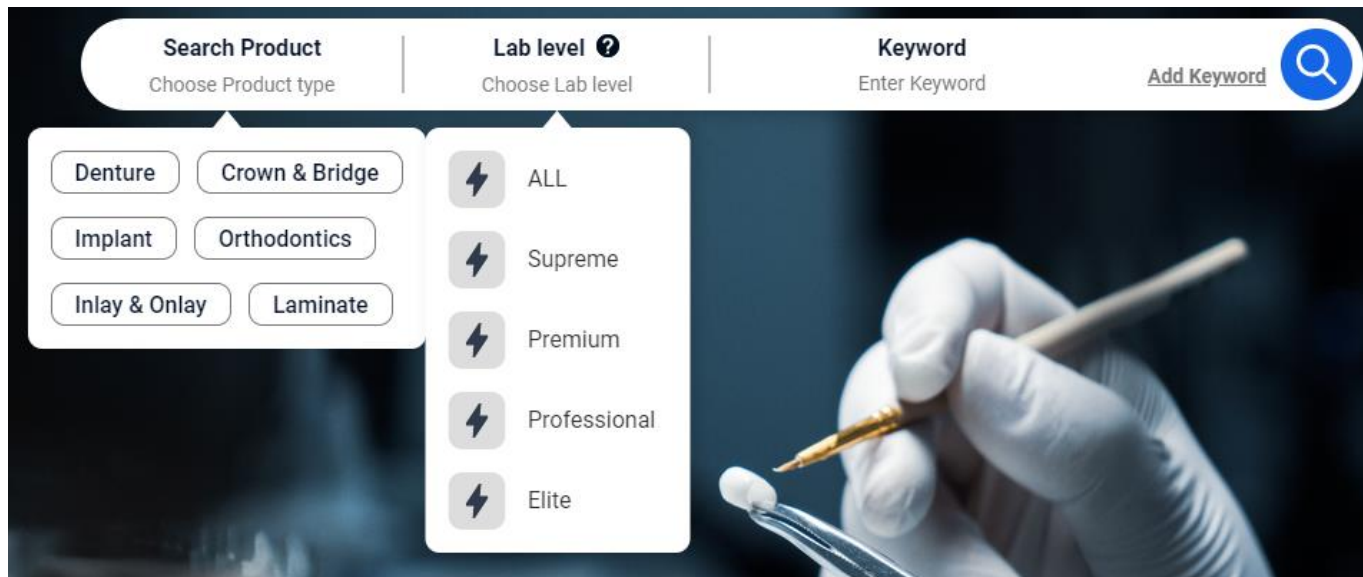 Search Product
Choose Product type
Lab level ?
Choose Lab level
Keyword
Enter Keyword
Add Keyword
Denture
Crown & Bridge
Implant
Orthodontics
Inlay & Onlay
Laminate
ALL
Supreme
Premium
Professional
Elite